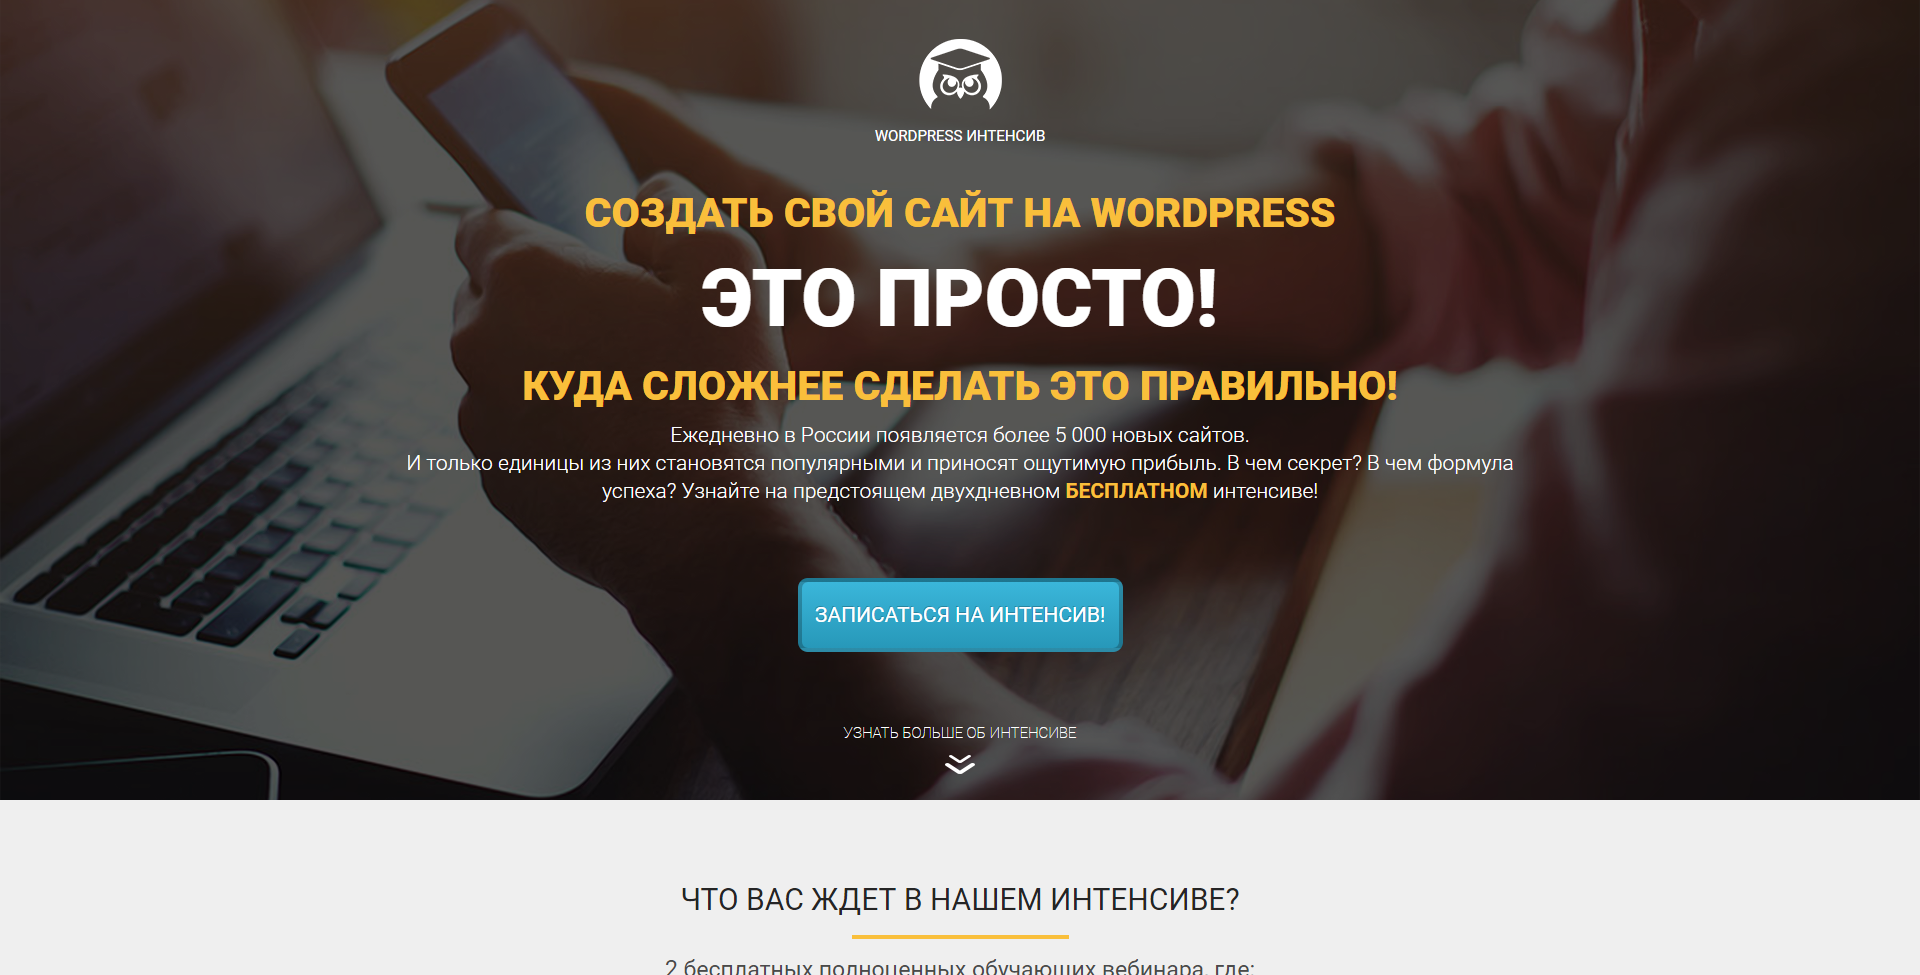 WORDPRESS ИНТЕНСИВ
СОЗДАТЬ СВОЙ САЙТ НА WORDPRESS
ЭТО ПРОСТО!
КУДА СЛОЖНЕЕ СДЕЛАТЬ ЭТО ПРАВИЛЬНО!
Ежедневно в России появляется более 5 000 новых сайтов.
И только единицы из них становятся популярными и приносят ощутимую прибыль. В чем секрет? В чем формула
успеха? Узнайте на предстоящем двухдневном БЕСПЛАТНОМ интенсиве!
ЗАПИСАТЬСЯ НА ИНТЕНСИВ!
УЗНАТЬ БОЛЬШЕ ОБ ИНТЕНСИВЕ
ЧТО ВАС ЖДЕТ В НАШЕМ ИНТЕНСИВЕ?
2 бесплатных полноценных обучающих вебинара, где: